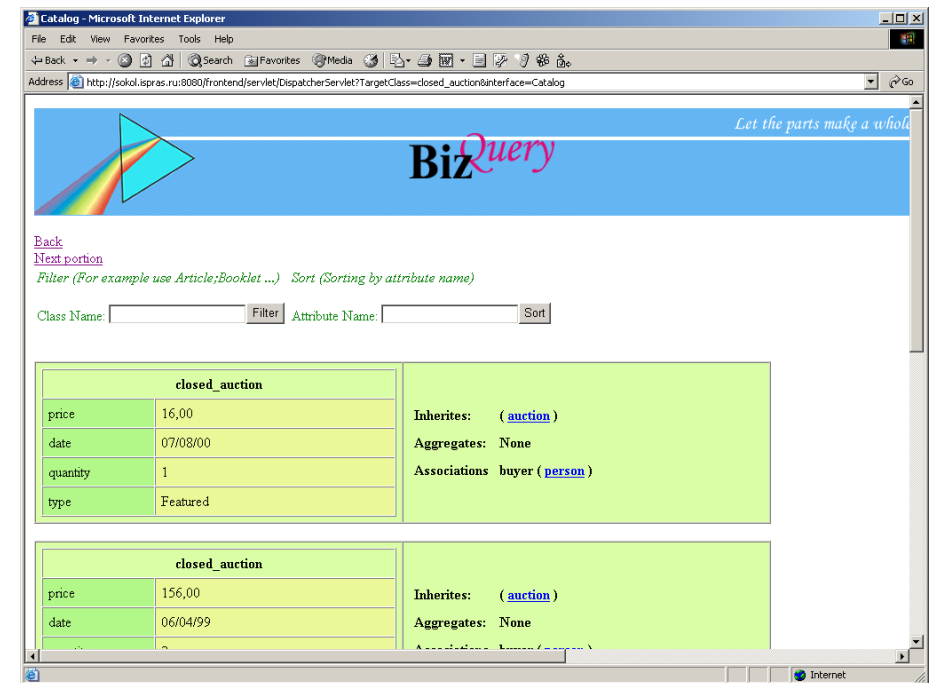 Catalog - Microsoft Internet Explorer
File Edit View Favorites Tools Help
Back Search Favorites Media
Address http://sokol.ispras.ru:8080/frontend/servlet/DispatcherServlet?TargetClass=closed_auction&interface=Catalog Go
Let the parts make a whole
BizQuery
Back
Next portion
Filter (For example use Article;Booklet ...) Sort (Sorting by attribute name)
Class Name: Filter Attribute Name: Sort
closed_auction
price 16,00 Inherites: ( auction )
date 07/08/00 Aggregates: None
quantity 1 Associations buyer ( person )
type Featured
closed_auction
price 156,00 Inherites: ( auction )
date 06/04/99 Aggregates: None
Internet